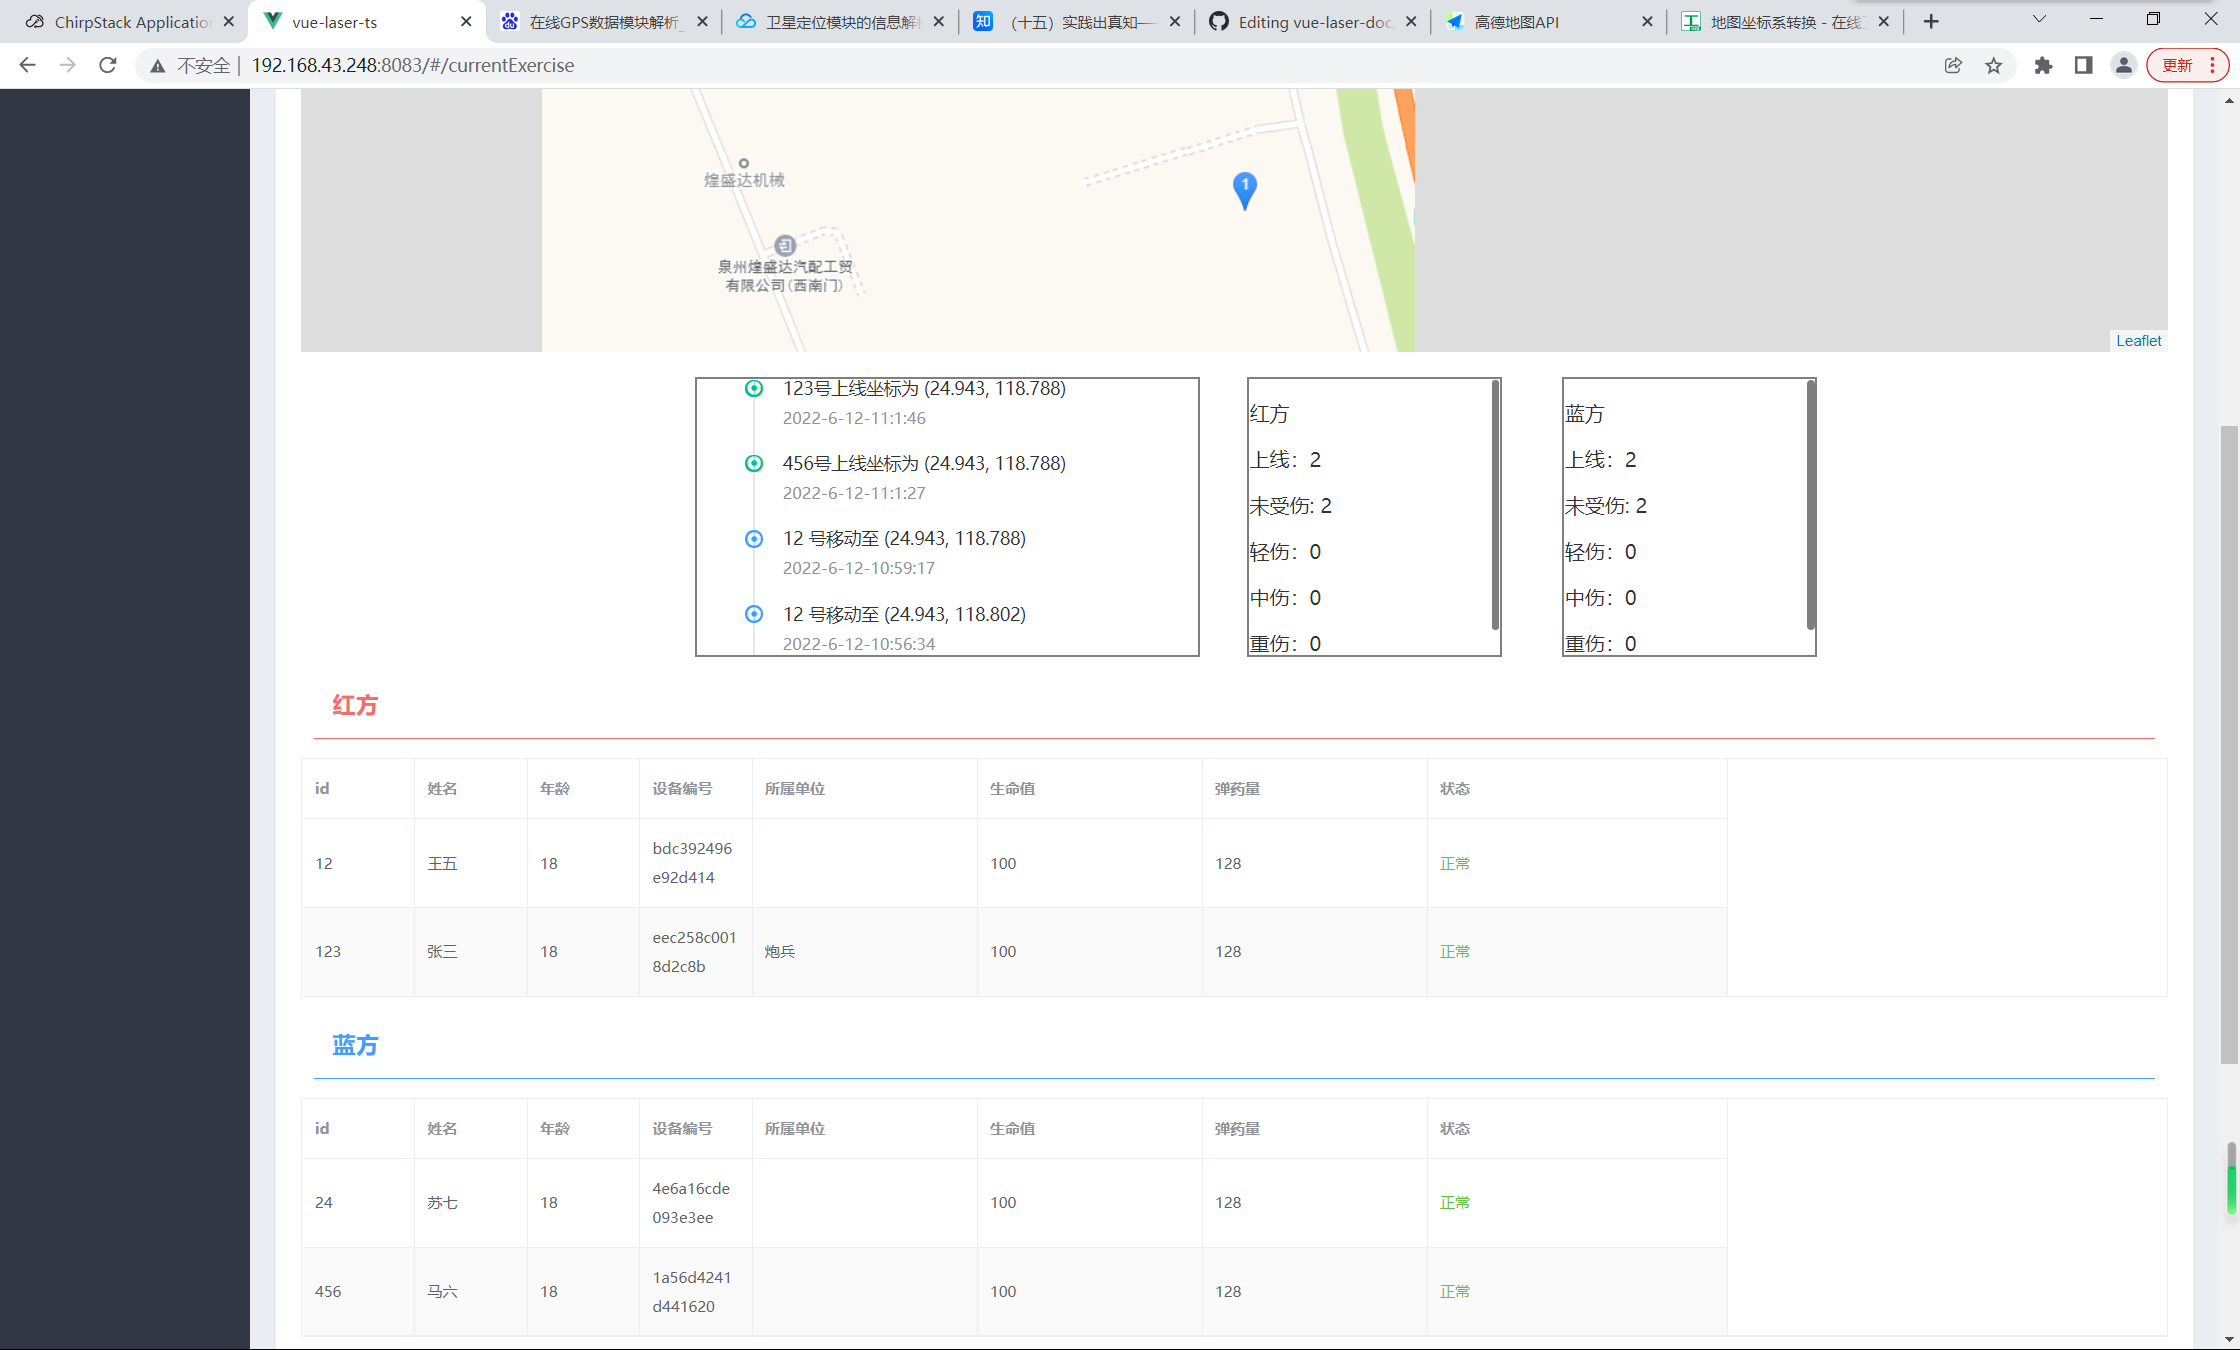 ChirpStack Application
vue-laser-ts
在线GPS数据模块解析_
卫星定位模块的信息解析
知
（十五）实践出真知——
Editing vue-laser-doc/
高德地图API
地图坐标系转换 - 在线工
不安全
192.168.43.248:8083/#/currentExercise
更新
煌盛达机械
1
泉州煌盛达汽配工贸
有限公司(西南门)
Leaflet
123号上线坐标为 (24.943, 118.788)
2022-6-12-11:1:46
456号上线坐标为 (24.943, 118.788)
2022-6-12-11:1:27
12 号移动至 (24.943, 118.788)
2022-6-12-10:59:17
12 号移动至 (24.943, 118.802)
2022-6-12-10:56:34
红方
上线：2
未受伤: 2
轻伤：0
中伤：0
重伤：0
蓝方
上线：2
未受伤: 2
轻伤：0
中伤：0
重伤：0
红方
id 姓名 年龄 设备编号 所属单位 生命值 弹药量 状态
12 王五 18 bdc392496 100 128 正常
e92d414
123 张三 18 eec258c001 炮兵 100 128 正常
8d2c8b
蓝方
id 姓名 年龄 设备编号 所属单位 生命值 弹药量 状态
24 苏七 18 4e6a16cde 100 128 正常
093e3ee
456 马六 18 1a56d4241 100 128 正常
d441620